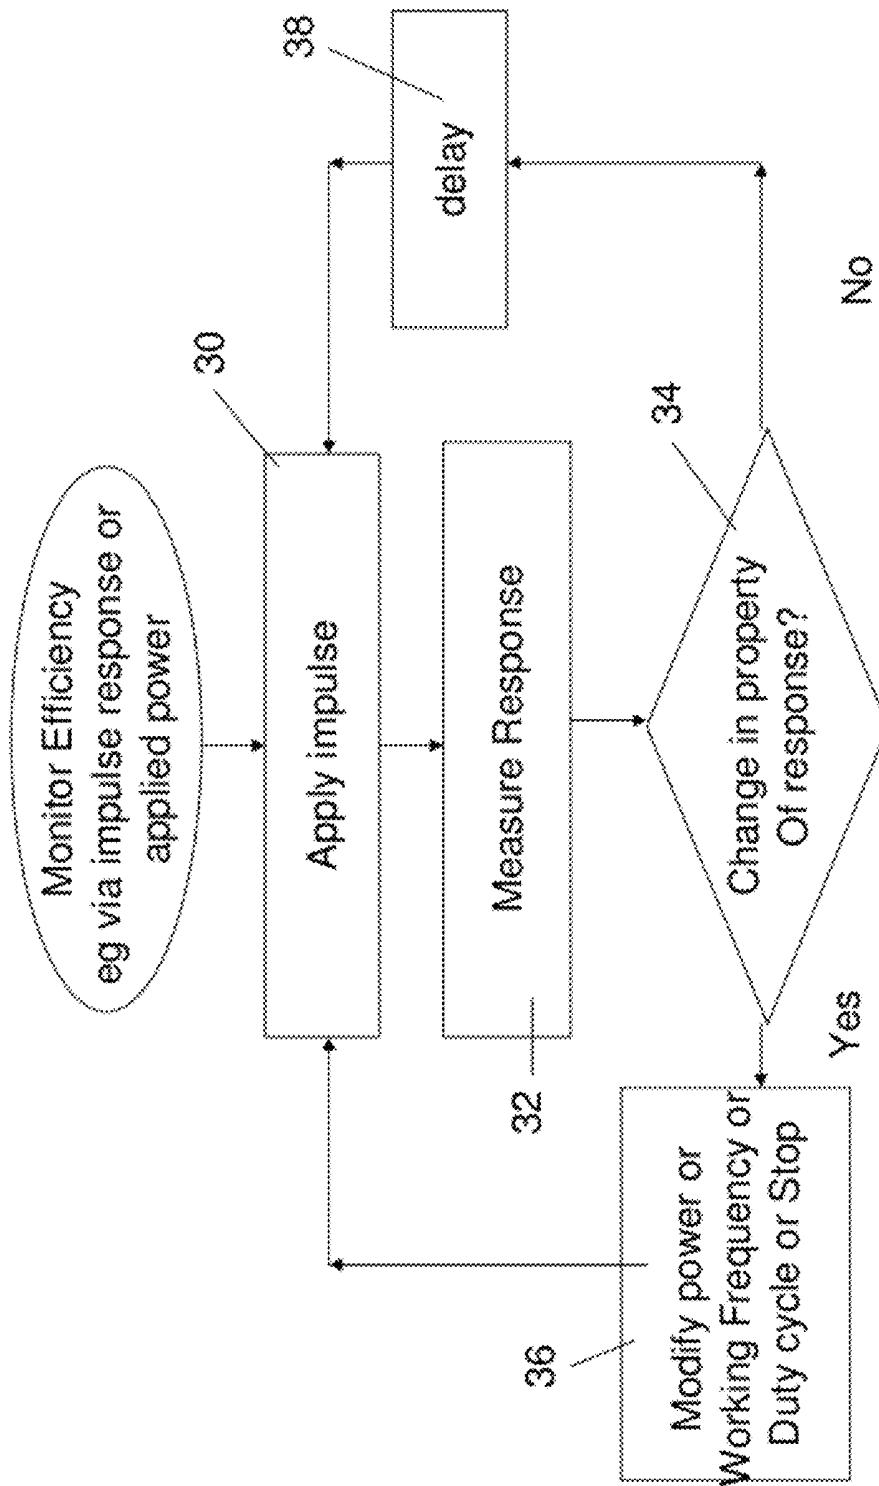 Monitor Efficiency
eg via impulse response or
applied power
30
Apply impulse
38
delay
32
Measure Response
34
Change in property
Of response?
Yes
No
36
Modify power or
Working Frequency or
Duty cycle or Stop